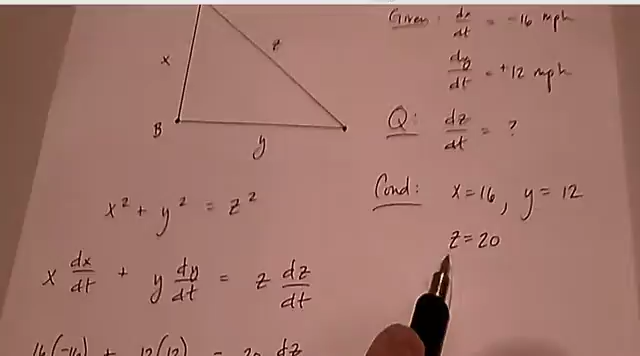 Given: dx/dt = -16 mph
dy/dt = +12 mph
x
z
B
y
Q: dz/dt = ?
Cond: x=16, y=12
z=20
x² + y² = z²
x dx/dt + y dy/dt = z dz/dt
16(-16) + 12(12) = 20 dz